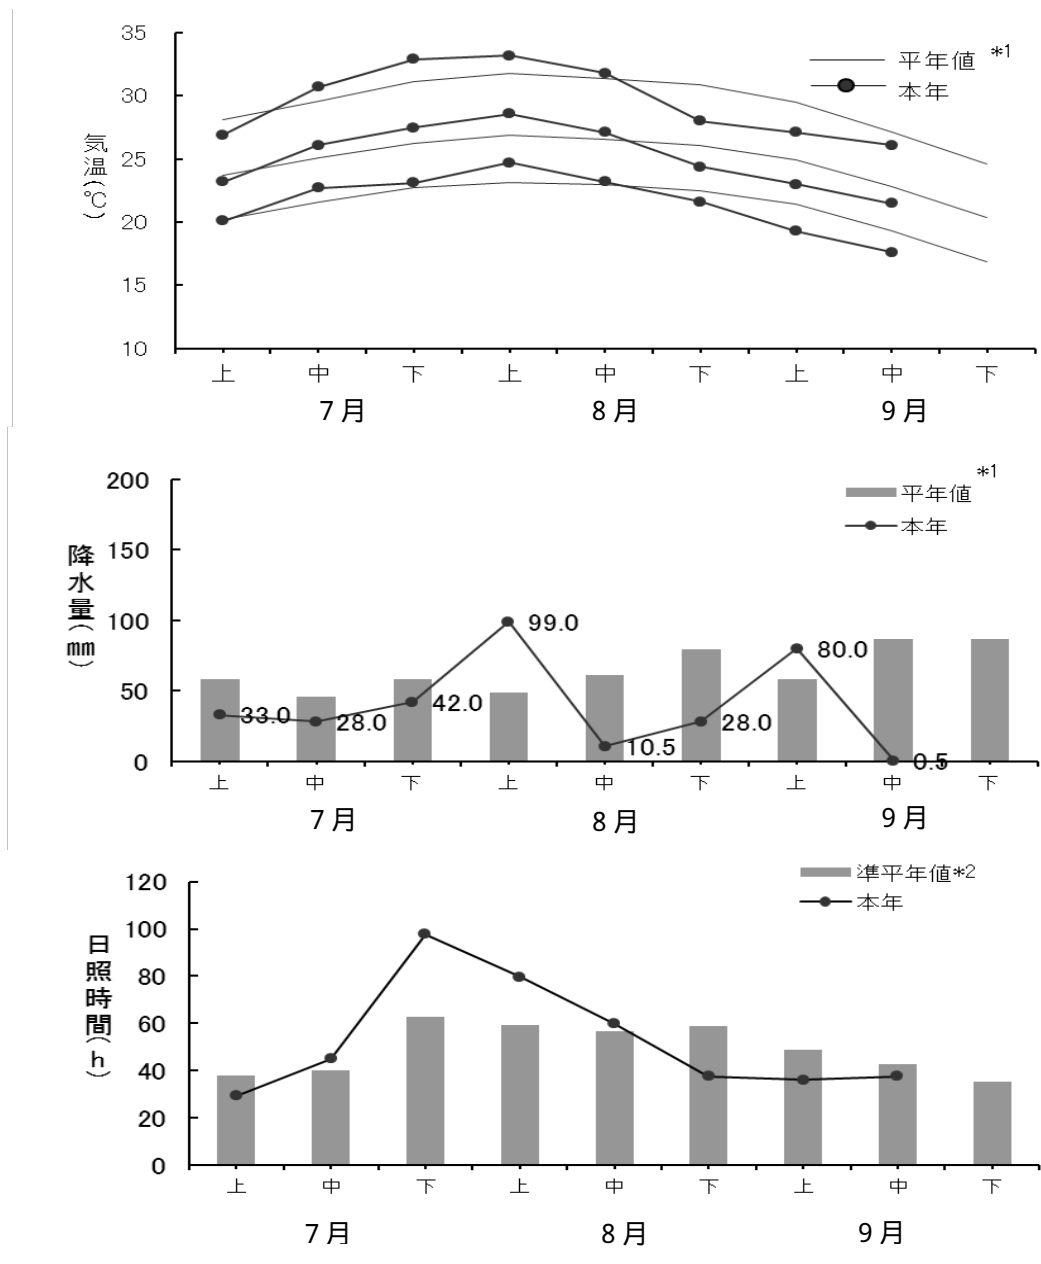 35
30
25
20
15
10
気温(℃)
平年値 *1
本年
上 中 下 上 中 下 上 中 下
7月 8月 9月
200
150
100
50
0
降水量(mm)
*1
平年値
本年
99.0
80.0
33.0 28.0 42.0 10.5 28.0 0.5
上 中 下 上 中 下 上 中 下
7月 8月 9月
120
100
80
60
40
20
0
日照時間(h)
準平年値*2
本年
上 中 下 上 中 下 上 中 下
7月 8月 9月